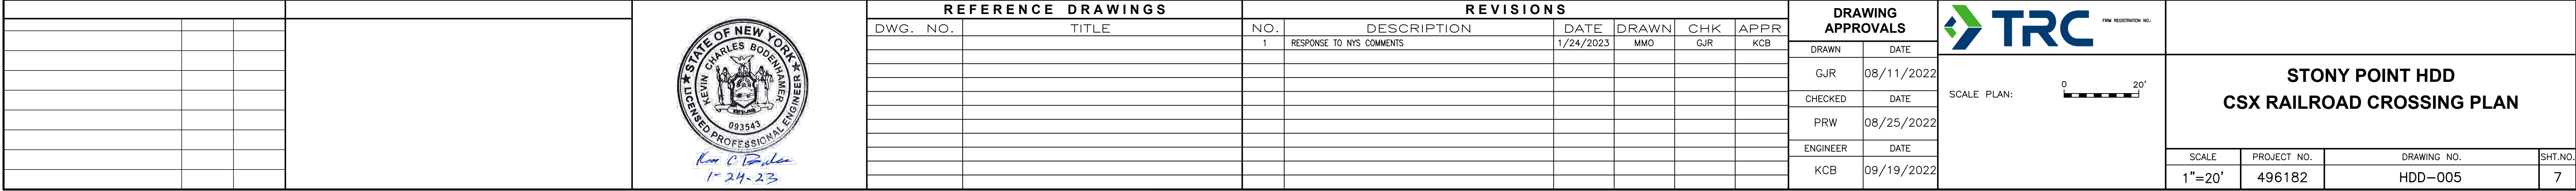 STATE OF NEW YORK
KEVIN CHARLES BODENHAMER
093543
LICENSED PROFESSIONAL ENGINEER
1-24-23
REFERENCE DRAWINGS
DWG. NO. TITLE
REVISIONS
NO. DESCRIPTION DATE DRAWN CHK APPR
1 RESPONSE TO NYS COMMENTS 1/24/2023 MMO GJR KCB
DRAWING
APPROVALS
DRAWN DATE
GJR 08/11/2022
CHECKED DATE
PRW 08/25/2022
ENGINEER DATE
KCB 09/19/2022
TRC
FIRM REGISTRATION NO.:
SCALE PLAN: 0 20'
STONY POINT HDD
CSX RAILROAD CROSSING PLAN
SCALE PROJECT NO. DRAWING NO. SHT.NO.
1"=20' 496182 HDD-005 7